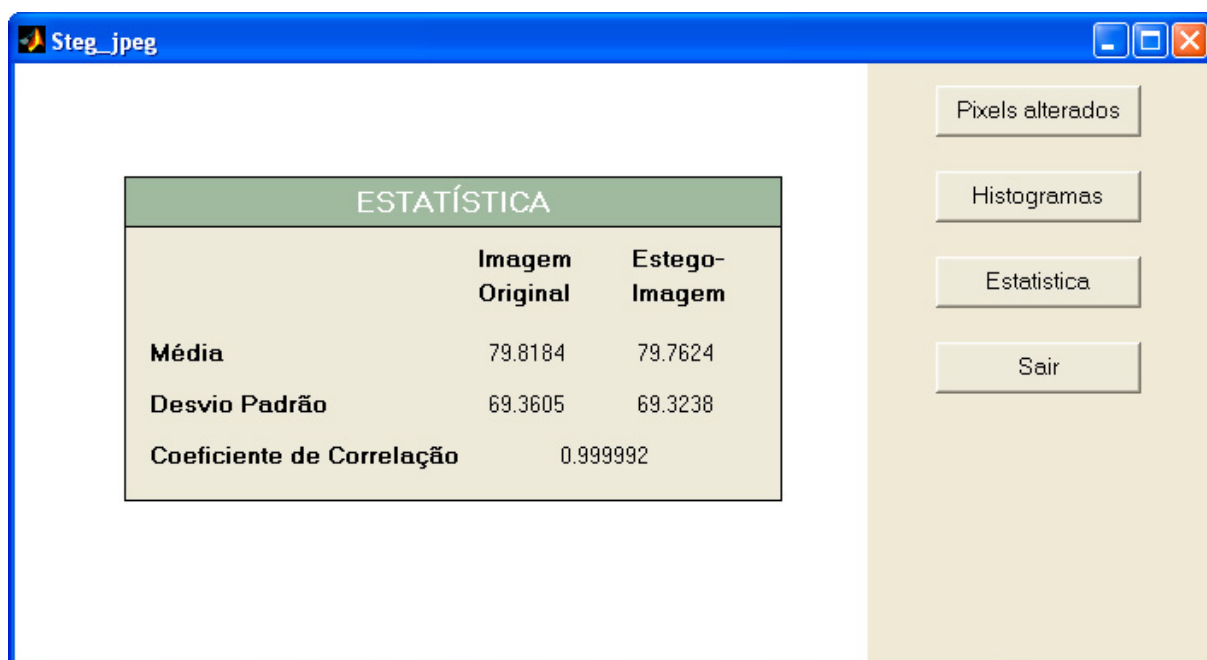 Steg_jpeg
ESTATÍSTICA
Imagem Estego-
Original Imagem
Média 79.8184 79.7624
Desvio Padrão 69.3605 69.3238
Coeficiente de Correlação 0.999992
Pixels alterados
Histogramas
Estatistica
Sair